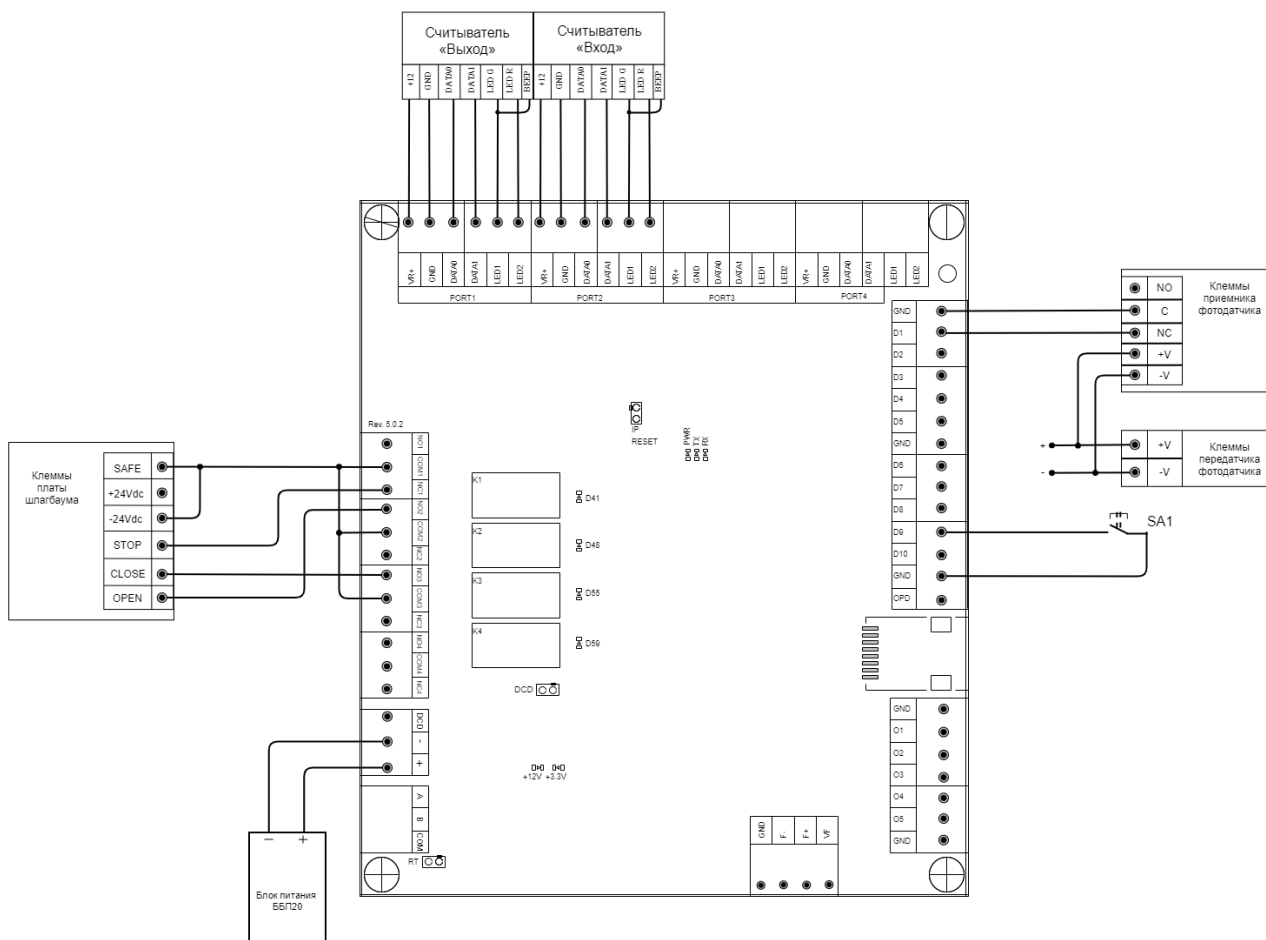 Считыватель
«Выход»
Считыватель
«Вход»
+12
GND
DATA0
DATA1
LED G
LED R
BEEP
+12
GND
DATA0
DATA1
LED G
LED R
BEEP
VR+
GND
DATA0
DATA1
LED1
LED2
VR+
GND
DATA0
DATA1
LED1
LED2
VR+
GND
DATA0
DATA1
LED1
LED2
VR+
GND
DATA0
DATA1
LED1
LED2
PORT1
PORT2
PORT3
PORT4
GND
D1
D2
D3
D4
D5
GND
D6
D7
D8
D9
D10
GND
OPD
NO
C
NC
+V
-V
Клеммы
приемника
фотодатчика
+
-
+V
-V
Клеммы
передатчика
фотодатчика
SA1
IP
RESET
PWR
TX
RX
Rev. 5.0.2
Клеммы
платы
шлагбаума
SAFE
+24Vdc
-24Vdc
STOP
CLOSE
OPEN
NO1
COM1
NC1
NO2
COM2
NC2
NO3
COM3
NC3
NO4
COM4
NC4
K1
D41
K2
D48
K3
D55
K4
D59
DCD
DCD
-
+
+12V +3.3V
A
B
COM
RT
GND
O1
O2
O3
O4
O5
GND
GND
F-
F+
VF
− +
Блок питания
ББП20